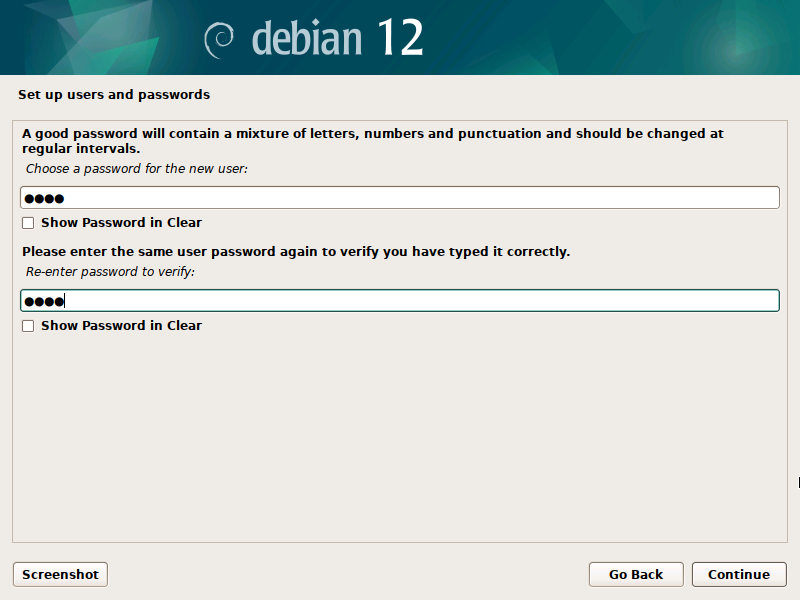 debian 12
Set up users and passwords
A good password will contain a mixture of letters, numbers and punctuation and should be changed at
regular intervals.
Choose a password for the new user:
●●●●
Show Password in Clear
Please enter the same user password again to verify you have typed it correctly.
Re-enter password to verify:
●●●●
Show Password in Clear
Screenshot
Go Back
Continue